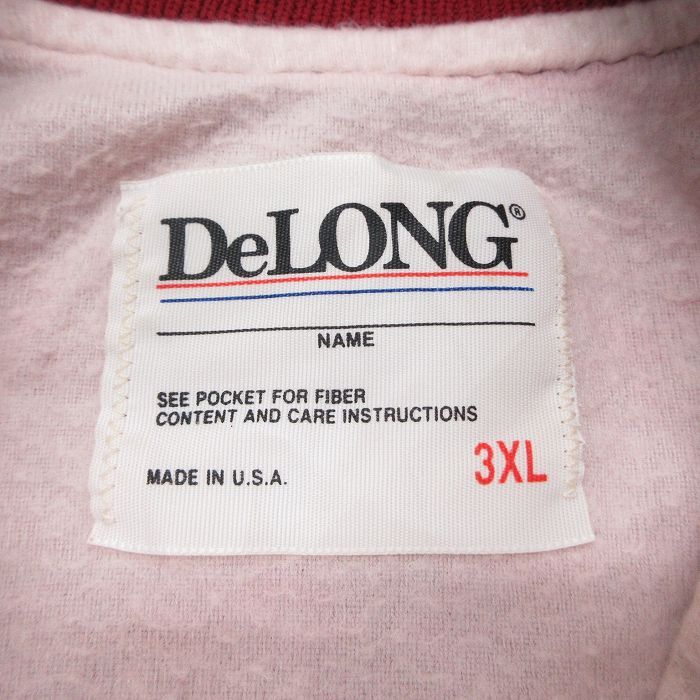 DeLONG®
NAME
SEE POCKET FOR FIBER
CONTENT AND CARE INSTRUCTIONS
MADE IN U.S.A.
3XL